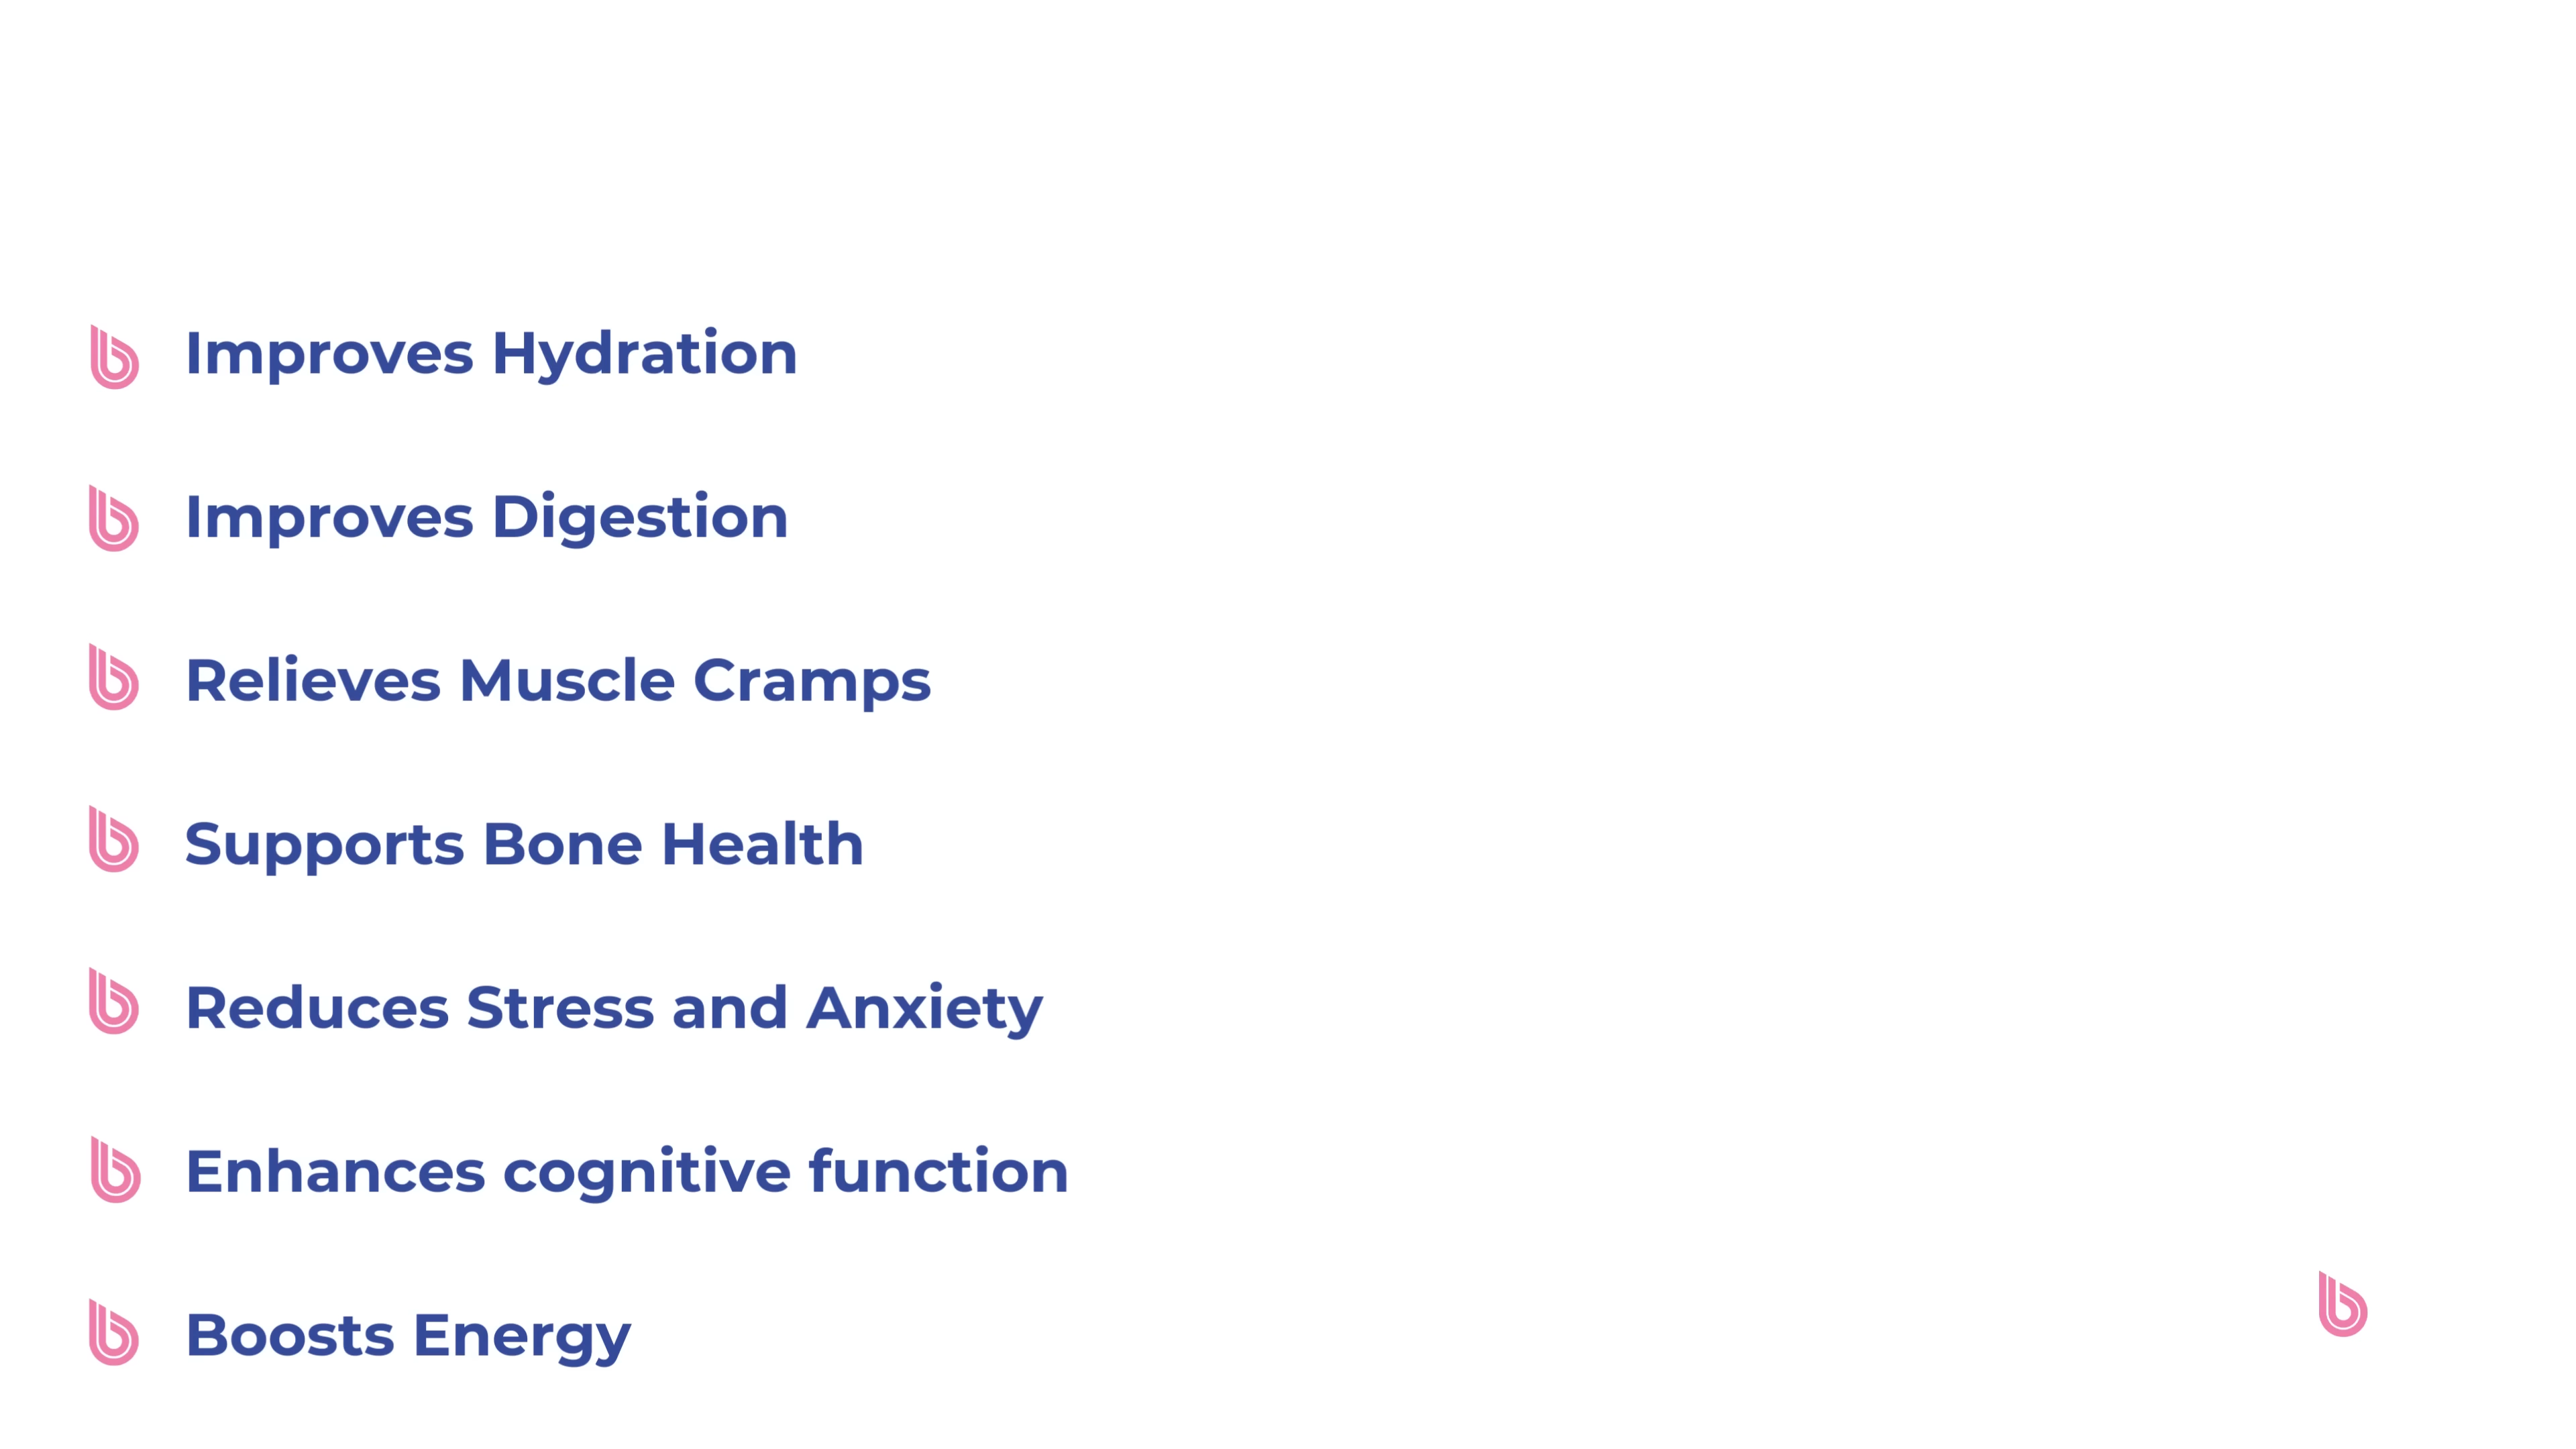 Improves Hydration
Improves Digestion
Relieves Muscle Cramps
Supports Bone Health
Reduces Stress and Anxiety
Enhances cognitive function
Boosts Energy